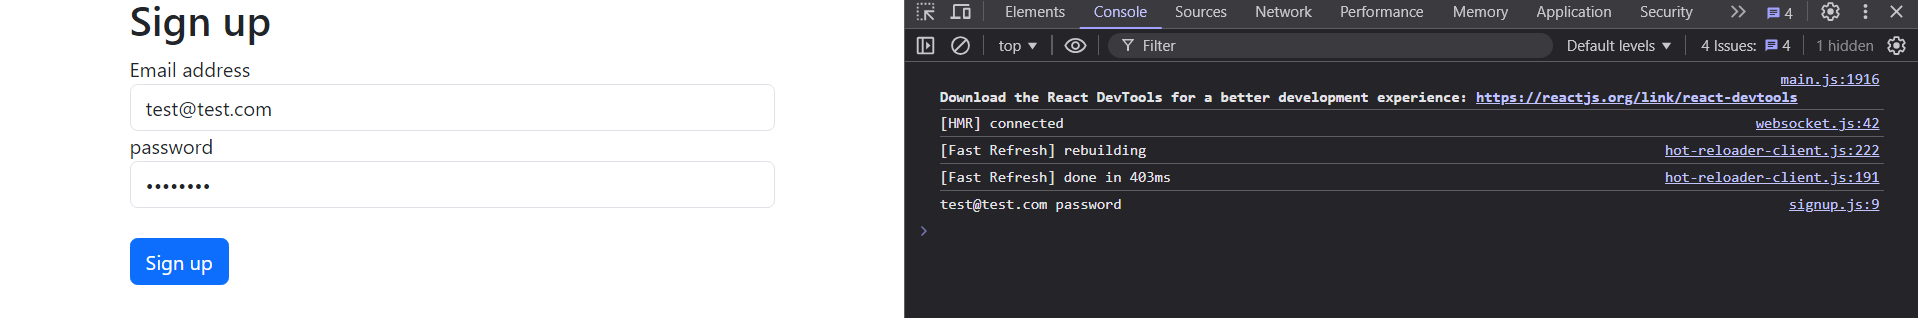 Sign up
Email address
test@test.com
password
••••••••
Sign up
Elements Console Sources Network Performance Memory Application Security 4
top Filter Default levels 4 Issues: 4 1 hidden
main.js:1916
Download the React DevTools for a better development experience: https://reactjs.org/link/react-devtools
[HMR] connected websocket.js:42
[Fast Refresh] rebuilding hot-reloader-client.js:222
[Fast Refresh] done in 403ms hot-reloader-client.js:191
test@test.com password signup.js:9